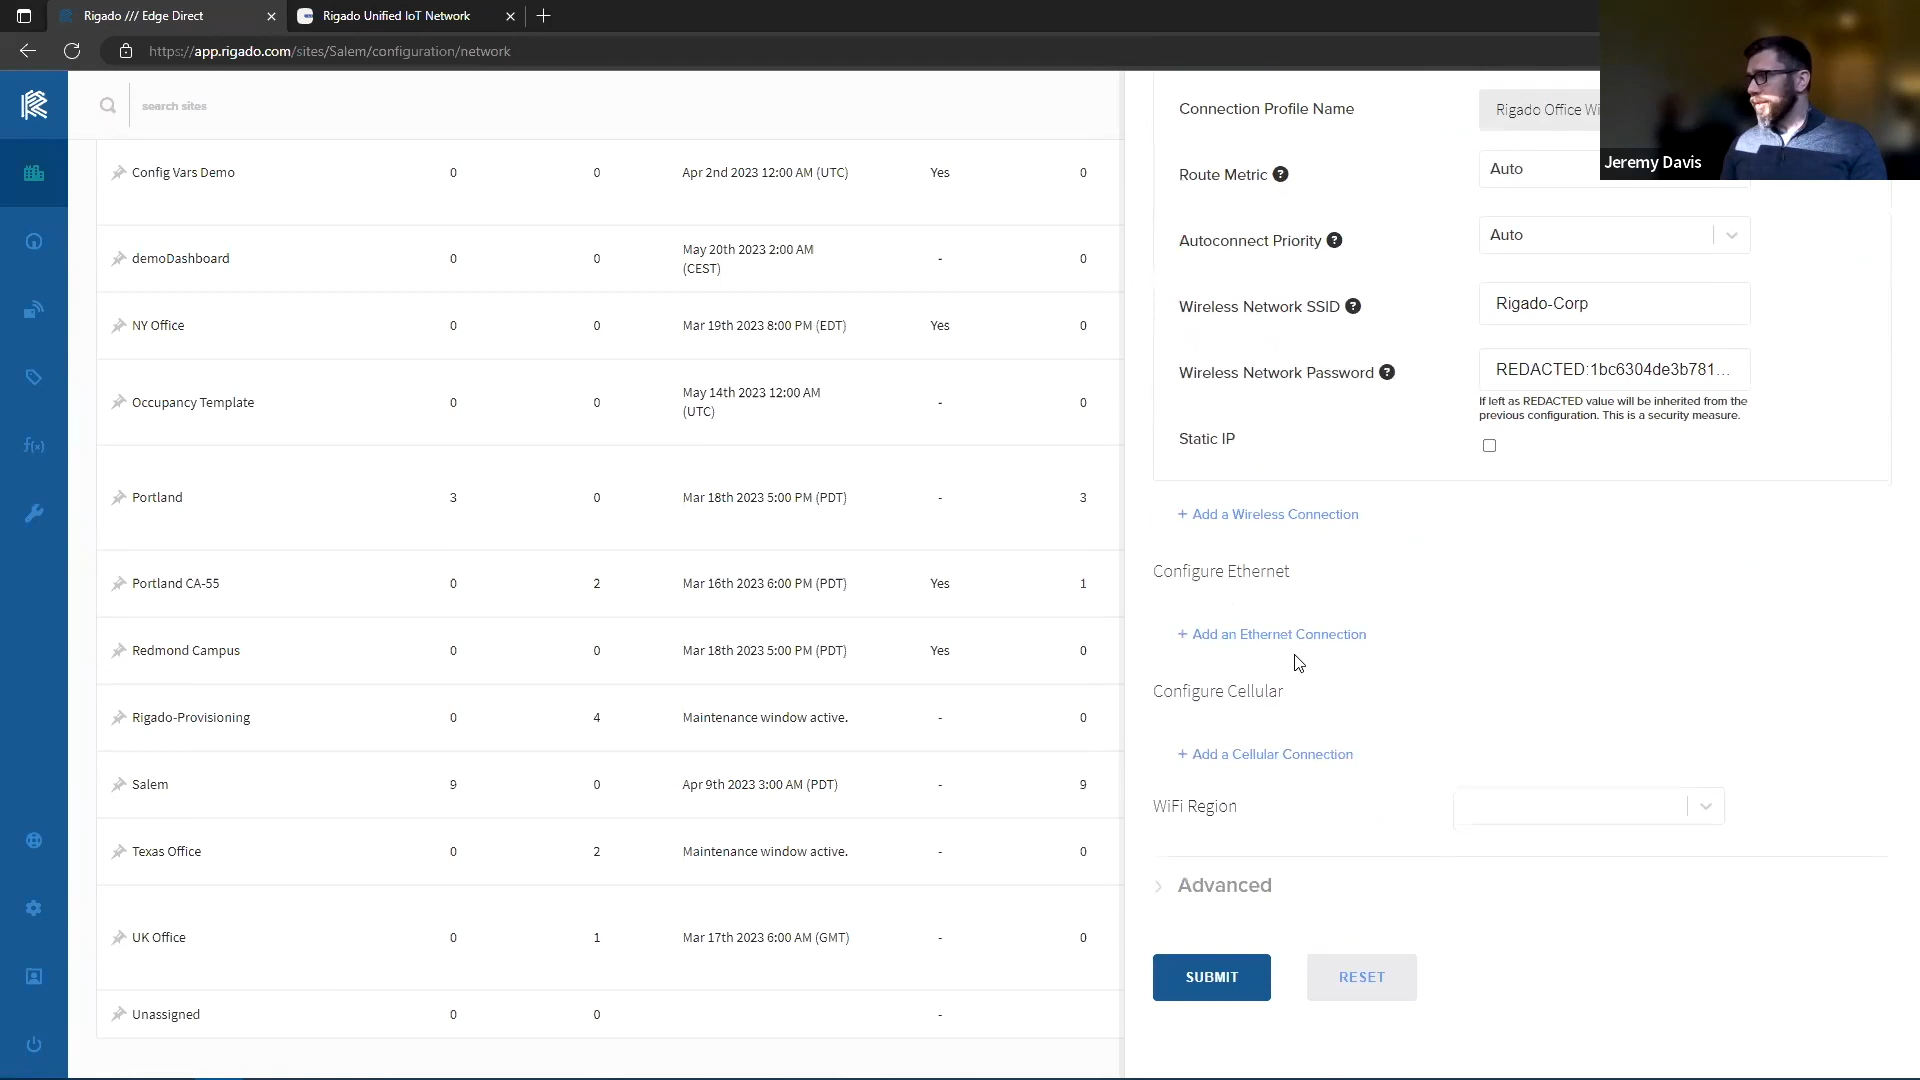 Rigado /// Edge Direct
Rigado Unified IoT Network
https://app.rigado.com/sites/Salem/configuration/network
Jeremy Davis
search sites
Config Vars Demo 0 0 Apr 2nd 2023 12:00 AM (UTC) Yes 0
demoDashboard 0 0 May 20th 2023 2:00 AM (CEST) - 0
NY Office 0 0 Mar 19th 2023 8:00 PM (EDT) Yes 0
Occupancy Template 0 0 May 14th 2023 12:00 AM (UTC) - 0
Portland 3 0 Mar 18th 2023 5:00 PM (PDT) - 3
Portland CA-55 0 2 Mar 16th 2023 6:00 PM (PDT) Yes 1
Redmond Campus 0 0 Mar 18th 2023 5:00 PM (PDT) Yes 0
Rigado-Provisioning 0 4 Maintenance window active. - 0
Salem 9 0 Apr 9th 2023 3:00 AM (PDT) - 9
Texas Office 0 2 Maintenance window active. - 0
UK Office 0 1 Mar 17th 2023 6:00 AM (GMT) - 0
Unassigned 0 0 -
f(x)
Connection Profile Name Rigado Office Wi
Route Metric ? Auto
Autoconnect Priority ? Auto
Wireless Network SSID ? Rigado-Corp
Wireless Network Password ? REDACTED:1bc6304de3b781...
If left as REDACTED value will be inherited from the
previous configuration. This is a security measure.
Static IP
+ Add a Wireless Connection
Configure Ethernet
+ Add an Ethernet Connection
Configure Cellular
+ Add a Cellular Connection
WiFi Region
Advanced
SUBMIT RESET